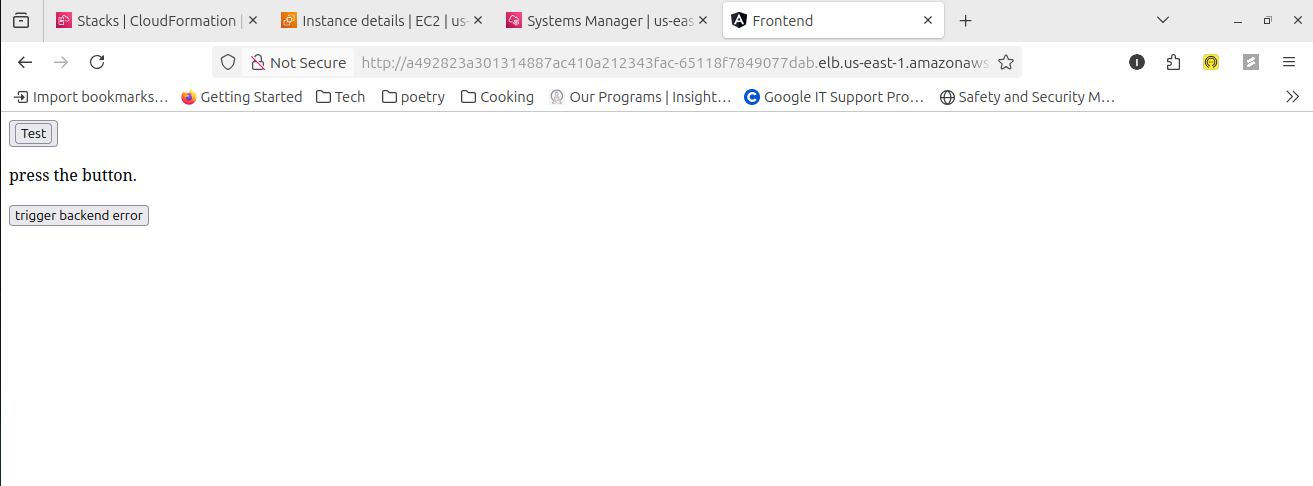 Stacks | CloudFormation | Instance details | EC2 | us- Systems Manager | us-eas Frontend
Not Secure http://a492823a301314887ac410a212343fac-65118f7849077dab.elb.us-east-1.amazonaws
Import bookmarks… Getting Started Tech poetry Cooking Our Programs | Insight… Google IT Support Pro… Safety and Security M…
Test
press the button.
trigger backend error